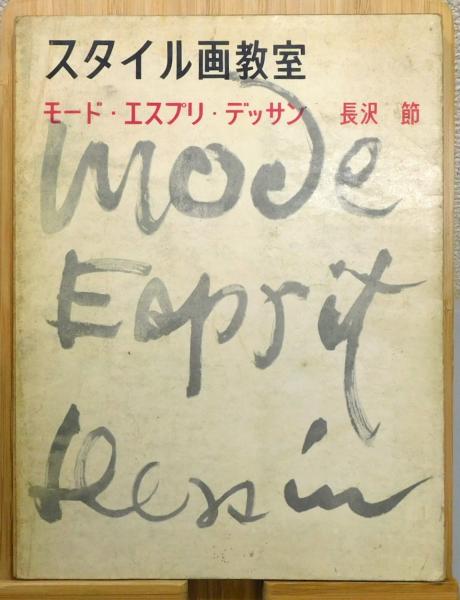 スタイル画教室
モード・エスプリ・デッサン 長沢 節
Mode
Esprit
Dessin